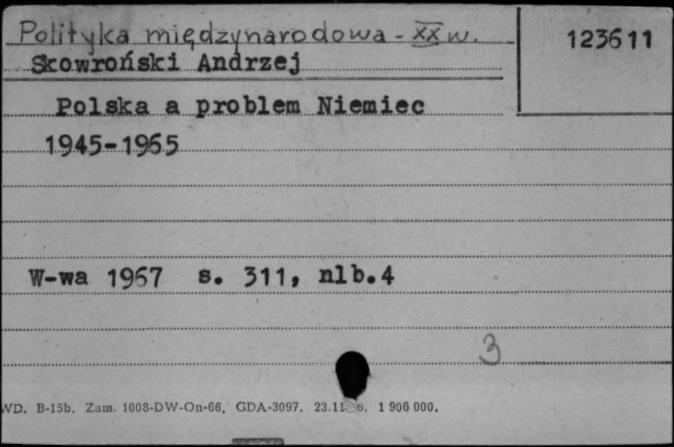 Polityka międzynarodowa - XX w.
123611
Skowroński Andrzej
Polska a problem Niemiec
1945-1965
W-wa 1967 s. 311, nlb.4
3
WD. B-15b. Zam. 1008-DW-On-66. GDA-3097. 23.11 6. 1 906 000.